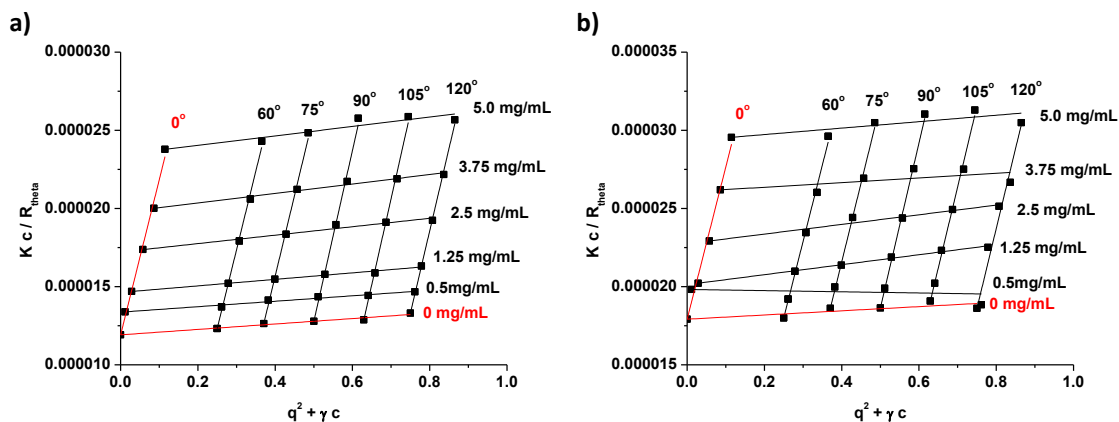 a)
0.000030
0.000025
0.000020
0.000015
0.000010
K c / R_theta
0°
60°
75°
90°
105°
120°
5.0 mg/mL
3.75 mg/mL
2.5 mg/mL
1.25 mg/mL
0.5mg/mL
0 mg/mL
0.0 0.2 0.4 0.6 0.8 1.0
q² + γ c
b)
0.000035
0.000030
0.000025
0.000020
0.000015
K c / R_theta
0°
60°
75°
90°
105°
120°
5.0 mg/mL
3.75 mg/mL
2.5 mg/mL
1.25 mg/mL
0.5mg/mL
0 mg/mL
0.0 0.2 0.4 0.6 0.8 1.0
q² + γ c